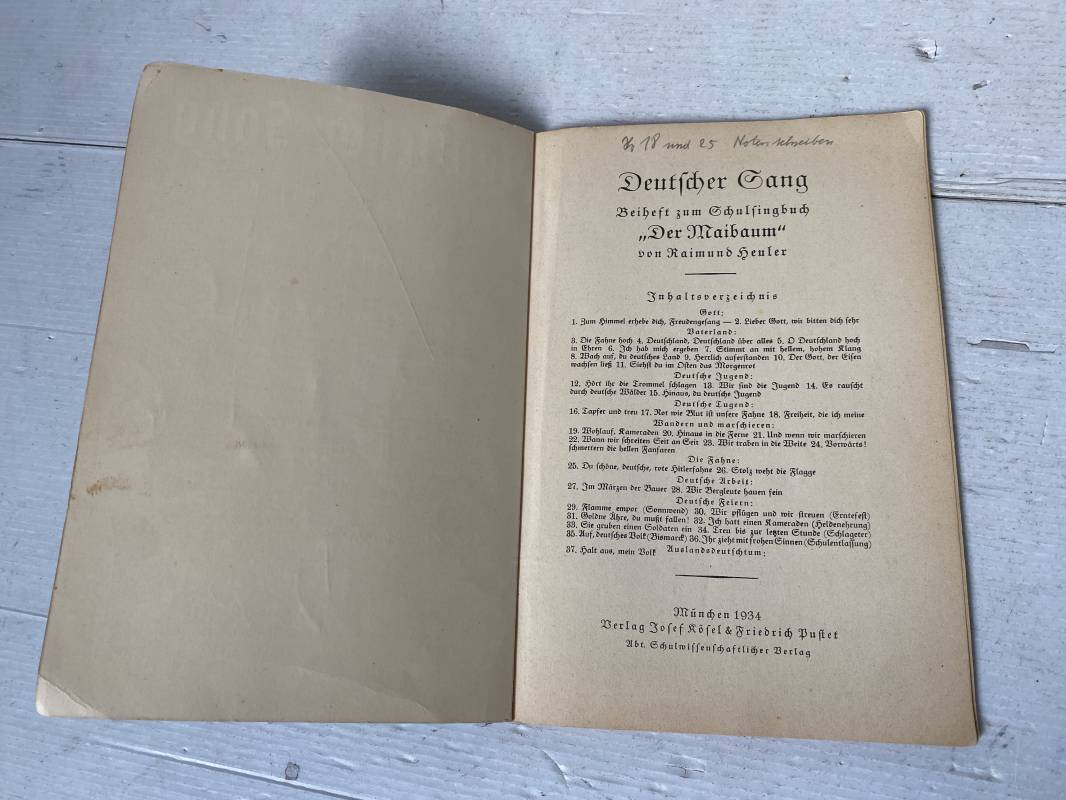 18 und 25 Notenschreiben
Deutscher Sang
Beiheft zum Schulsingbuch
„Der Maibaum“
von Raimund Heuler
Inhaltsverzeichnis
Gott:
1. Zum Himmel erhebe dich, Freudengesang — 2. Lieber Gott, wir bitten dich sehr
Vaterland:
3. Die Fahne hoch 4. Deutschland, Deutschland über alles 5. O Deutschland hoch
in Ehren 6. Ich hab mich ergeben 7. Stimmt an mit hellem, hohem Klang
8. Wach auf, du deutsches Land 9. Herrlich auferstanden 10. Der Gott, der Eisen
wachsen ließ 11. Siehst du im Osten das Morgenrot
Deutsche Jugend:
12. Hört ihr die Trommel schlagen 13. Wir sind die Jugend 14. Es rauscht
durch deutsche Wälder 15. Hinaus, du deutsche Jugend
Deutsche Tugend:
16. Tapfer und treu 17. Rot wie Blut ist unsere Fahne 18. Freiheit, die ich meine
Wandern und marschieren:
19. Wohlauf, Kameraden 20. Hinaus in die Ferne 21. Und wenn wir marschieren
22. Wann wir schreiten Seit an Seit 23. Wir traben in die Weite 24. Vorwärts!
schmettern die hellen Fanfaren
Die Fahne:
25. Du schöne, deutsche, rote Hitlerfahne 26. Stolz weht die Flagge
Deutsche Arbeit:
27. Im Märzen der Bauer 28. Wir Bergleute hauen fein
Deutsche Feiern:
29. Flamme empor (Sonnwend) 30. Wir pflügen und wir streuen (Erntefest)
31. Goldne Ähre, du mußt fallen! 32. Ich hatt einen Kameraden (Heldenehrung)
33. Sie gruben einen Soldaten ein 34. Treu bis zur letzten Stunde (Schlageter)
35. Auf, deutsches Volk (Bismarck) 36. Ihr zieht mit frohen Sinnen (Schulentlassung)
Auslandsdeutschtum:
37. Halt aus, mein Volk
München 1934
Verlag Josef Kösel & Friedrich Pustet
Abt. Schulwissenschaftlicher Verlag